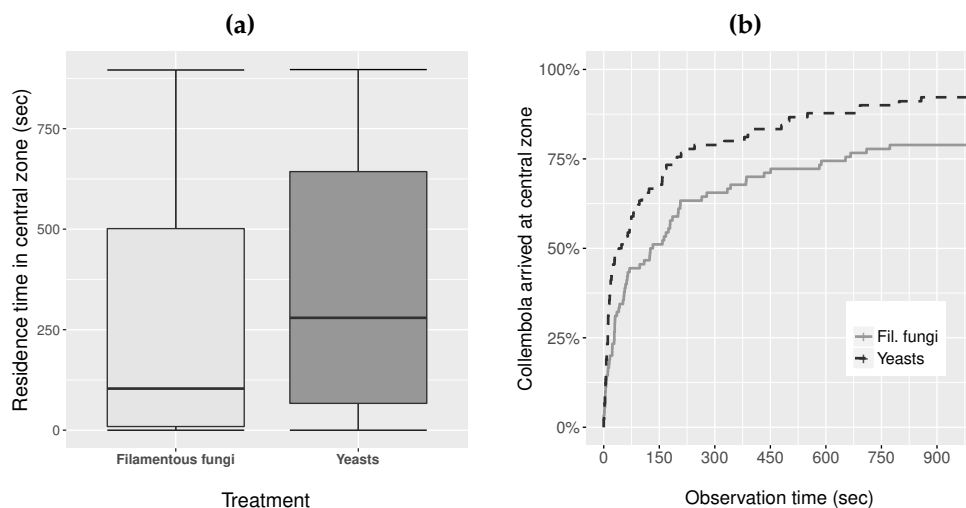 (a)
Residence time in central zone (sec)
750
500
250
0
Filamentous fungi Yeasts
Treatment
(b)
Collembola arrived at central zone
100%
75%
50%
25%
0%
Fil. fungi
Yeasts
0 150 300 450 600 750 900
Observation time (sec)